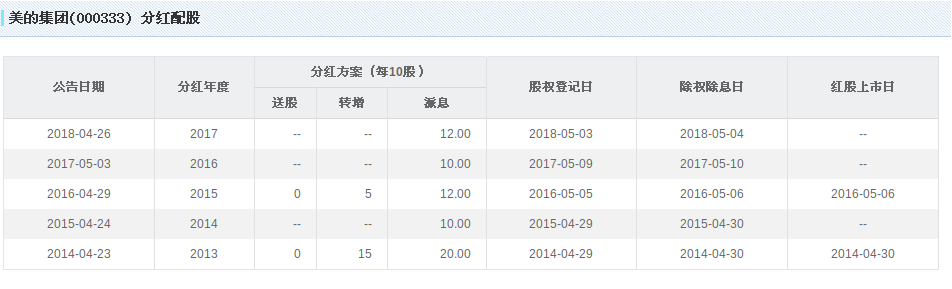 美的集团(000333) 分红配股
公告日期 分红年度 分红方案（每10股） 股权登记日 除权除息日 红股上市日
送股 转增 派息
2018-04-26 2017 -- -- 12.00 2018-05-03 2018-05-04 --
2017-05-03 2016 -- -- 10.00 2017-05-09 2017-05-10 --
2016-04-29 2015 0 5 12.00 2016-05-05 2016-05-06 2016-05-06
2015-04-24 2014 -- -- 10.00 2015-04-29 2015-04-30 --
2014-04-23 2013 0 15 20.00 2014-04-29 2014-04-30 2014-04-30